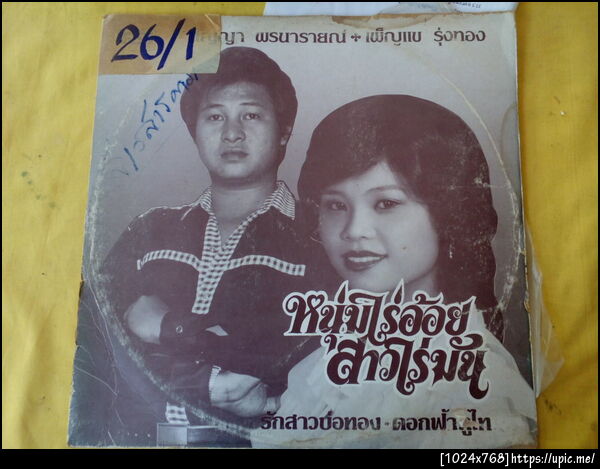 26/1
ัญญา พรนารายณ์ + เพ็ญแข รุ่งทอง
หนุ่มไร่อ้อย
สาวไร่มัน
รักสาวบ่อทอง - ดอกฟ้าภูไท
[1024x768]https://upic.me/